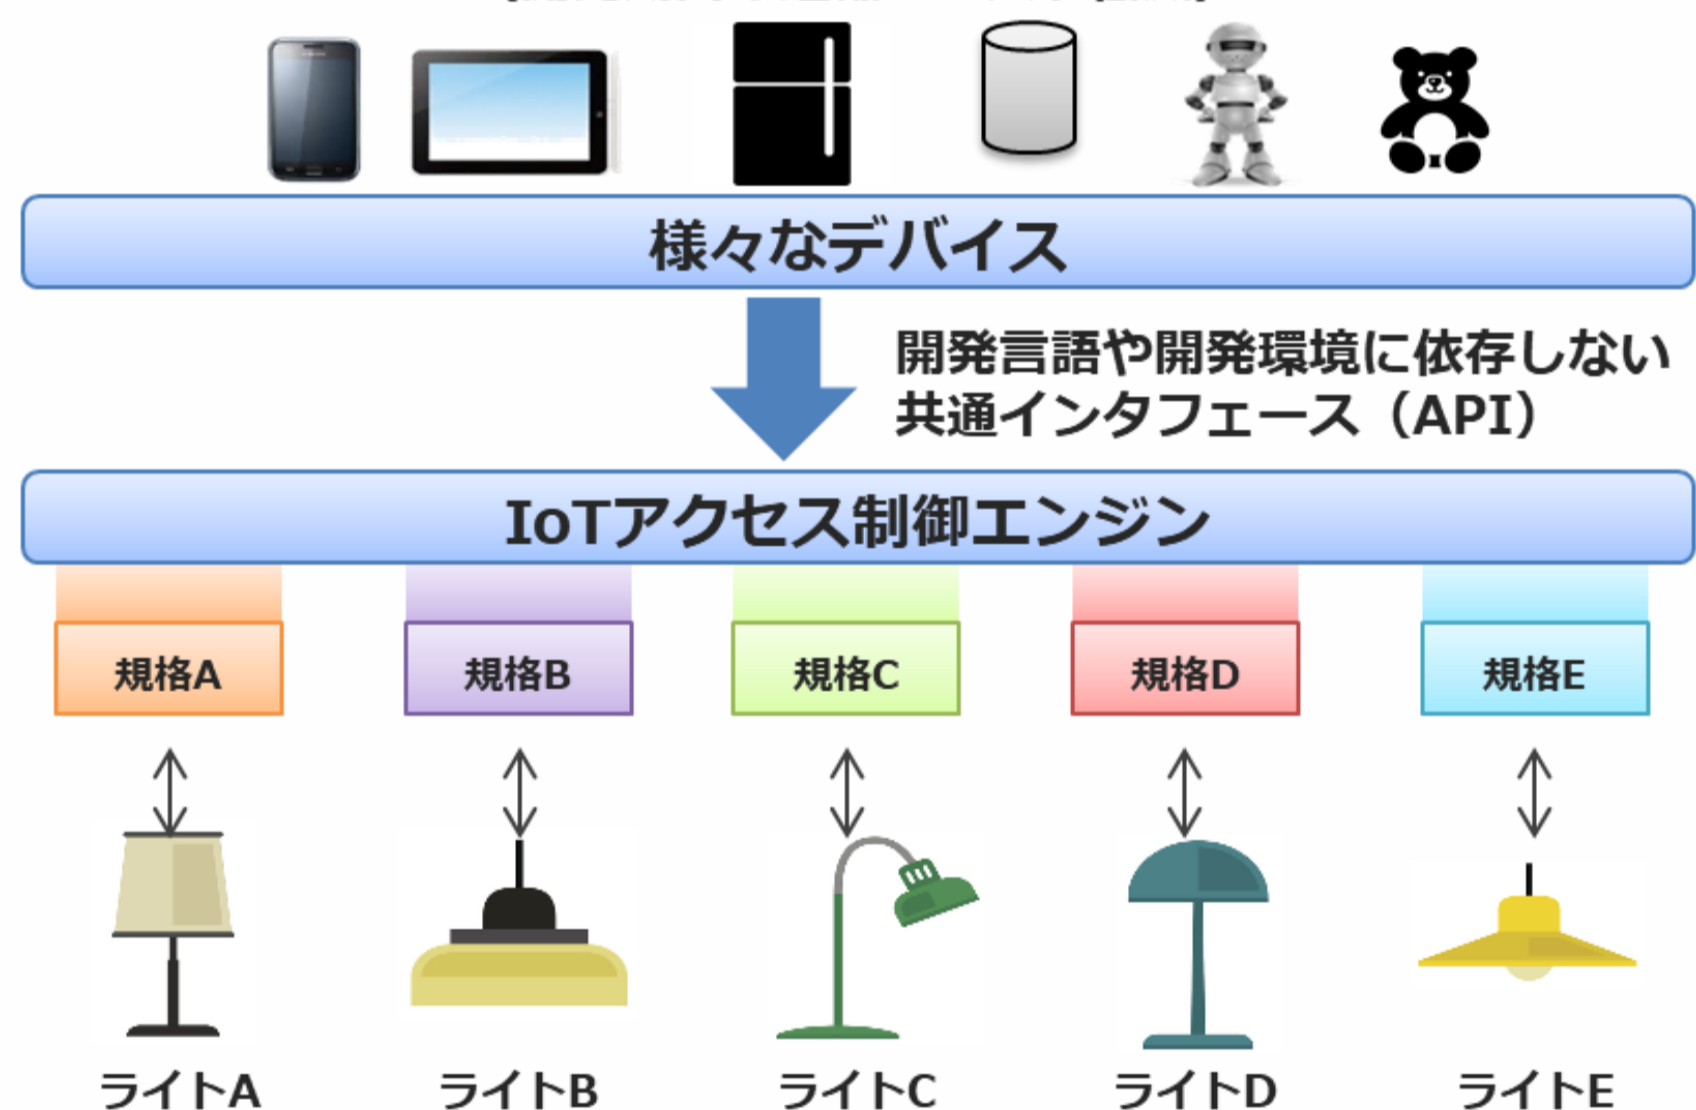 様々なデバイス
開発言語や開発環境に依存しない
共通インタフェース（API）
IoTアクセス制御エンジン
規格A
規格B
規格C
規格D
規格E
ライトA
ライトB
ライトC
ライトD
ライトE